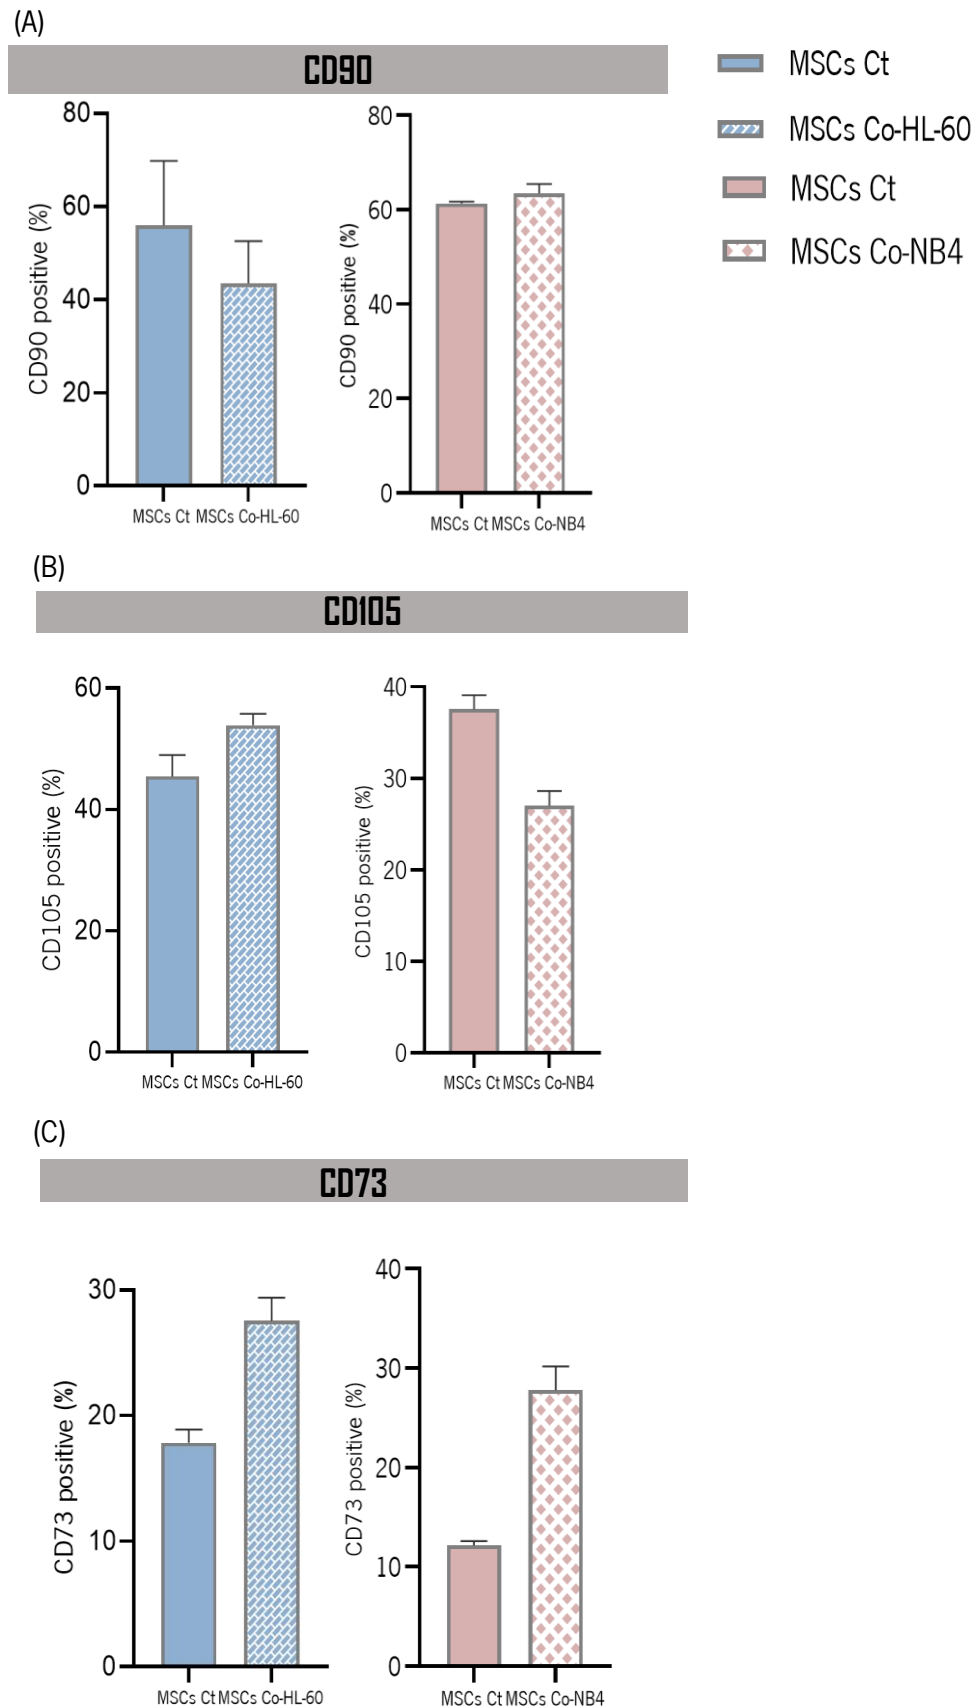 (A)
CD90
MSCs Ct
MSCs Co-HL-60
MSCs Ct
MSCs Co-NB4
CD90 positive (%)
80
60
40
20
0
MSCs Ct MSCs Co-HL-60
CD90 positive (%)
80
60
40
20
0
MSCs Ct MSCs Co-NB4
(B)
CD105
CD105 positive (%)
60
40
20
0
MSCs Ct MSCs Co-HL-60
CD105 positive (%)
40
30
20
10
0
MSCs Ct MSCs Co-NB4
(C)
CD73
CD73 positive (%)
30
20
10
0
MSCs Ct MSCs Co-HL-60
CD73 positive (%)
40
30
20
10
0
MSCs Ct MSCs Co-NB4